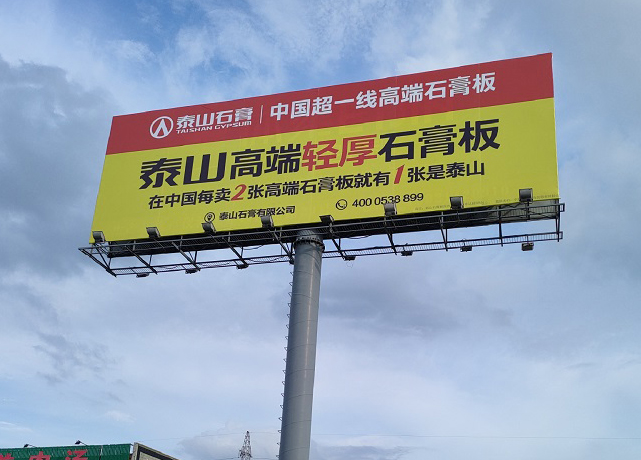 泰山石膏 中国超一线高端石膏板
TAISHAN GYPSUM
泰山高端轻厚石膏板
在中国每卖2张高端石膏板就有1张是泰山
泰山石膏有限公司 400 0538 899